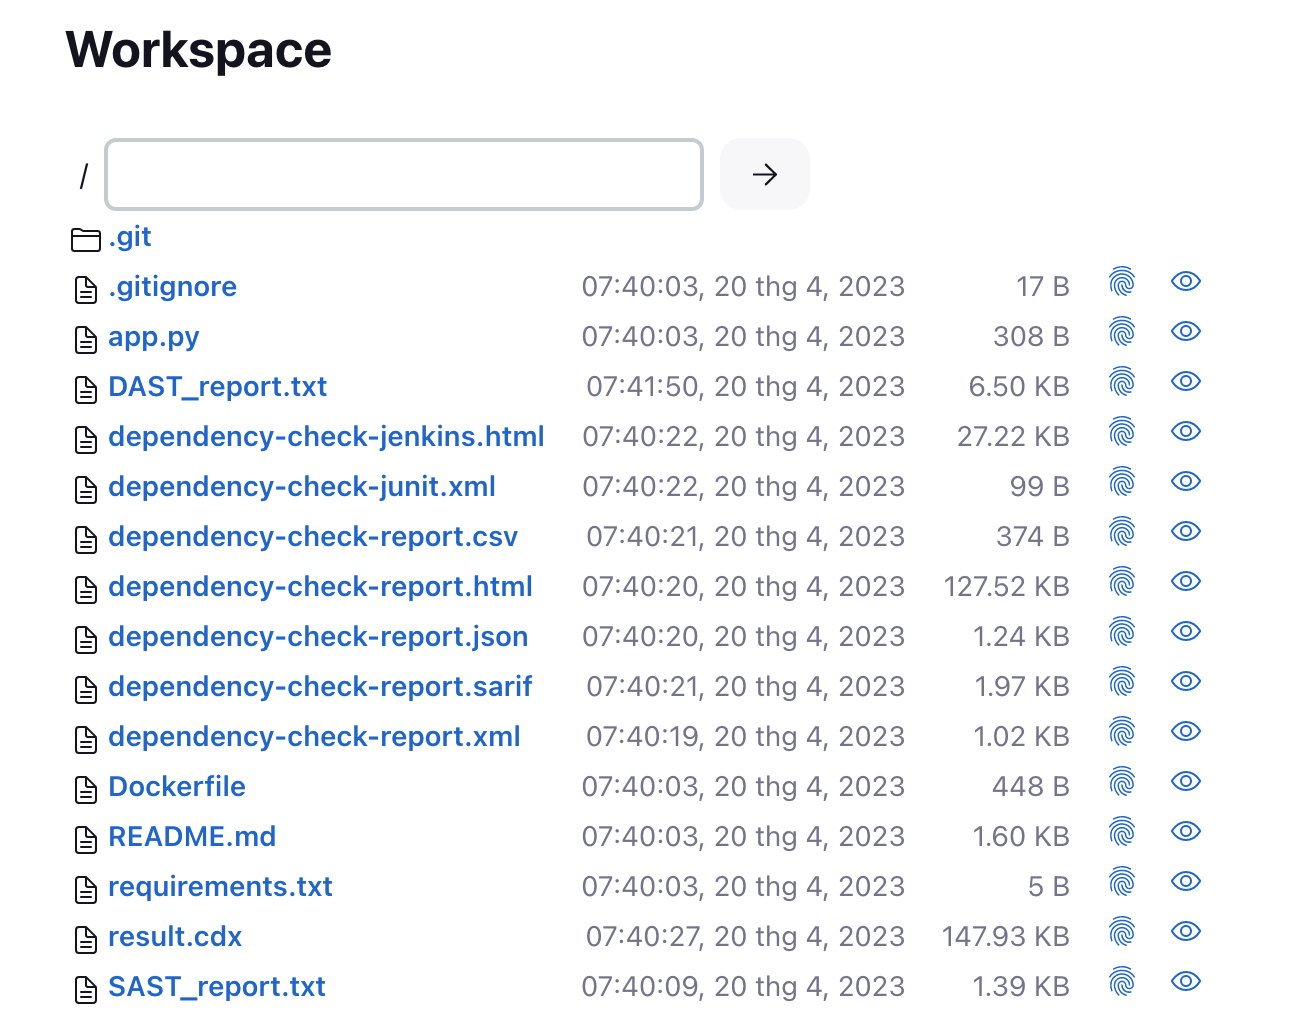 Workspace
/
.git
.gitignore 07:40:03, 20 thg 4, 2023 17 B
app.py 07:40:03, 20 thg 4, 2023 308 B
DAST_report.txt 07:41:50, 20 thg 4, 2023 6.50 KB
dependency-check-jenkins.html 07:40:22, 20 thg 4, 2023 27.22 KB
dependency-check-junit.xml 07:40:22, 20 thg 4, 2023 99 B
dependency-check-report.csv 07:40:21, 20 thg 4, 2023 374 B
dependency-check-report.html 07:40:20, 20 thg 4, 2023 127.52 KB
dependency-check-report.json 07:40:20, 20 thg 4, 2023 1.24 KB
dependency-check-report.sarif 07:40:21, 20 thg 4, 2023 1.97 KB
dependency-check-report.xml 07:40:19, 20 thg 4, 2023 1.02 KB
Dockerfile 07:40:03, 20 thg 4, 2023 448 B
README.md 07:40:03, 20 thg 4, 2023 1.60 KB
requirements.txt 07:40:03, 20 thg 4, 2023 5 B
result.cdx 07:40:27, 20 thg 4, 2023 147.93 KB
SAST_report.txt 07:40:09, 20 thg 4, 2023 1.39 KB